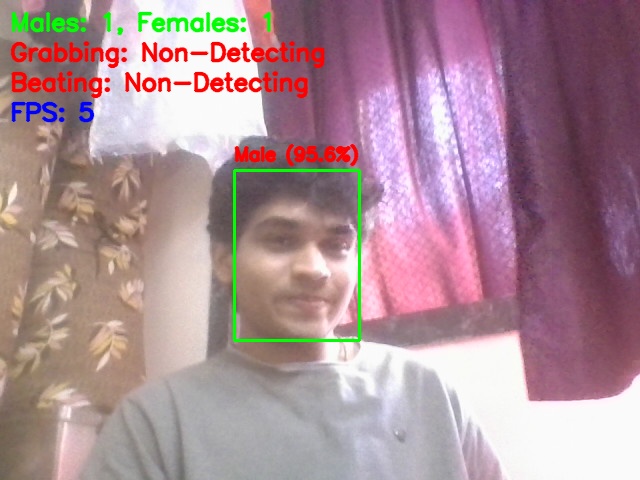 Males: 1, Females: 1
Grabbing: Non-Detecting
Beating: Non-Detecting
FPS: 5
Male (95.6%)